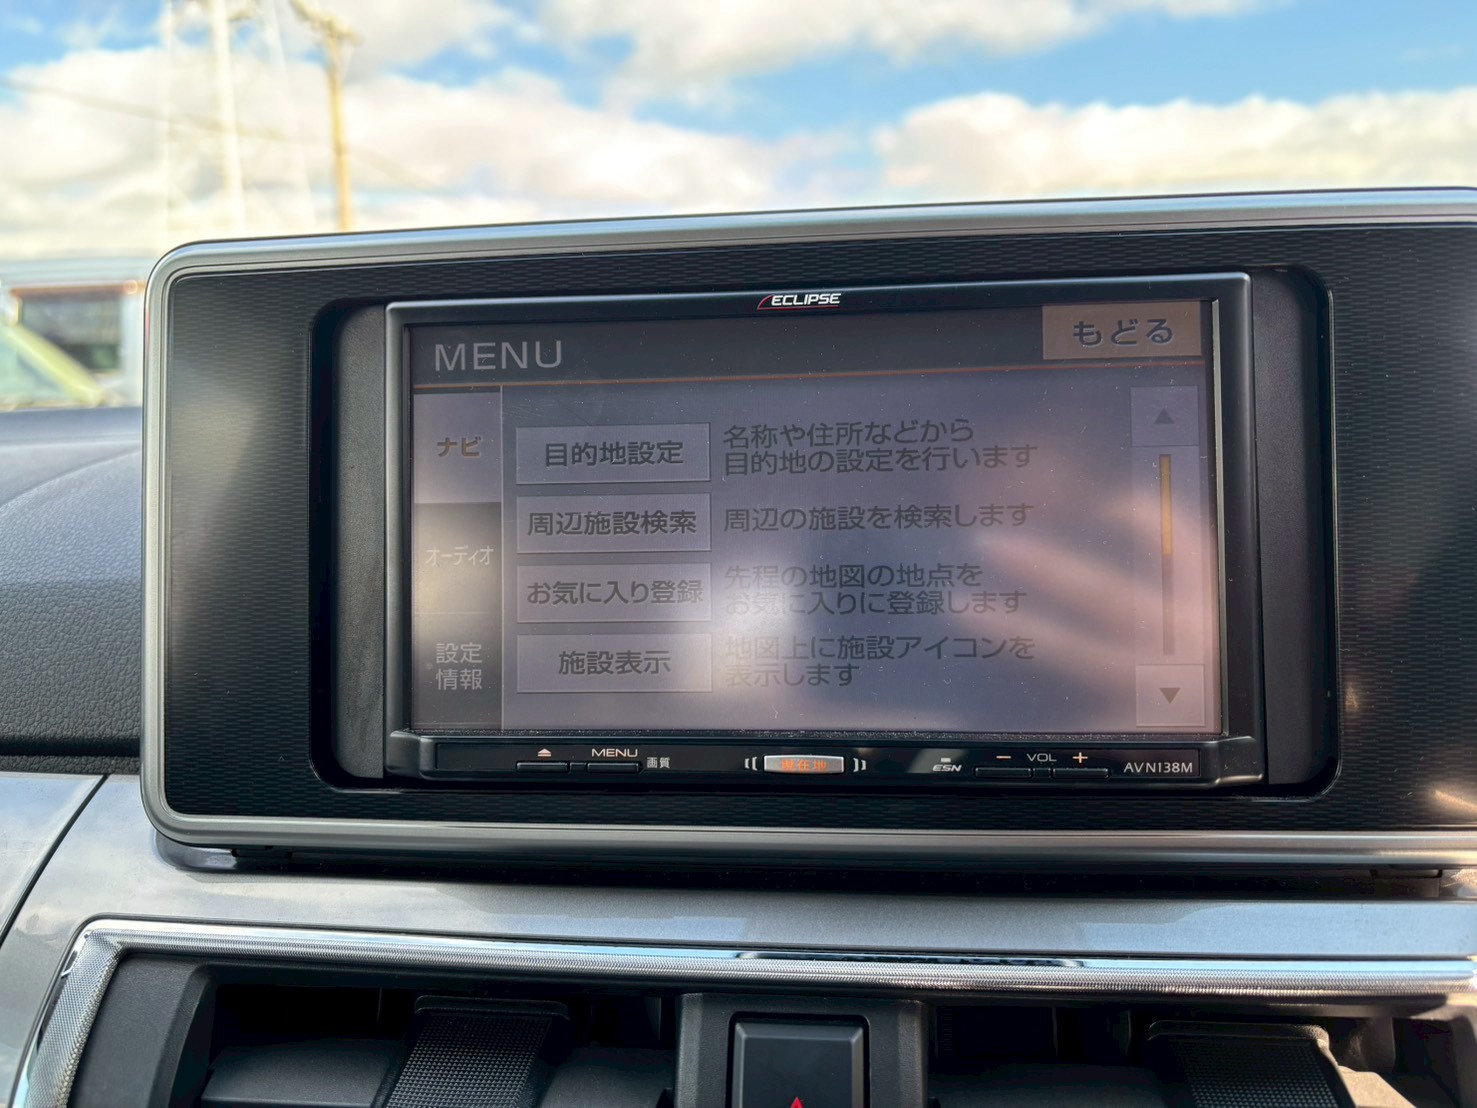 ECLIPSE
MENU
もどる
ナビ
オーディオ
設定
情報
目的地設定
名称や住所などから
目的地の設定を行います
周辺施設検索
周辺の施設を検索します
お気に入り登録
先程の地図の地点を
お気に入りに登録します
施設表示
地図上に施設アイコンを
表示します
MENU
画質
現在地
ESN
− VOL +
AVN138M